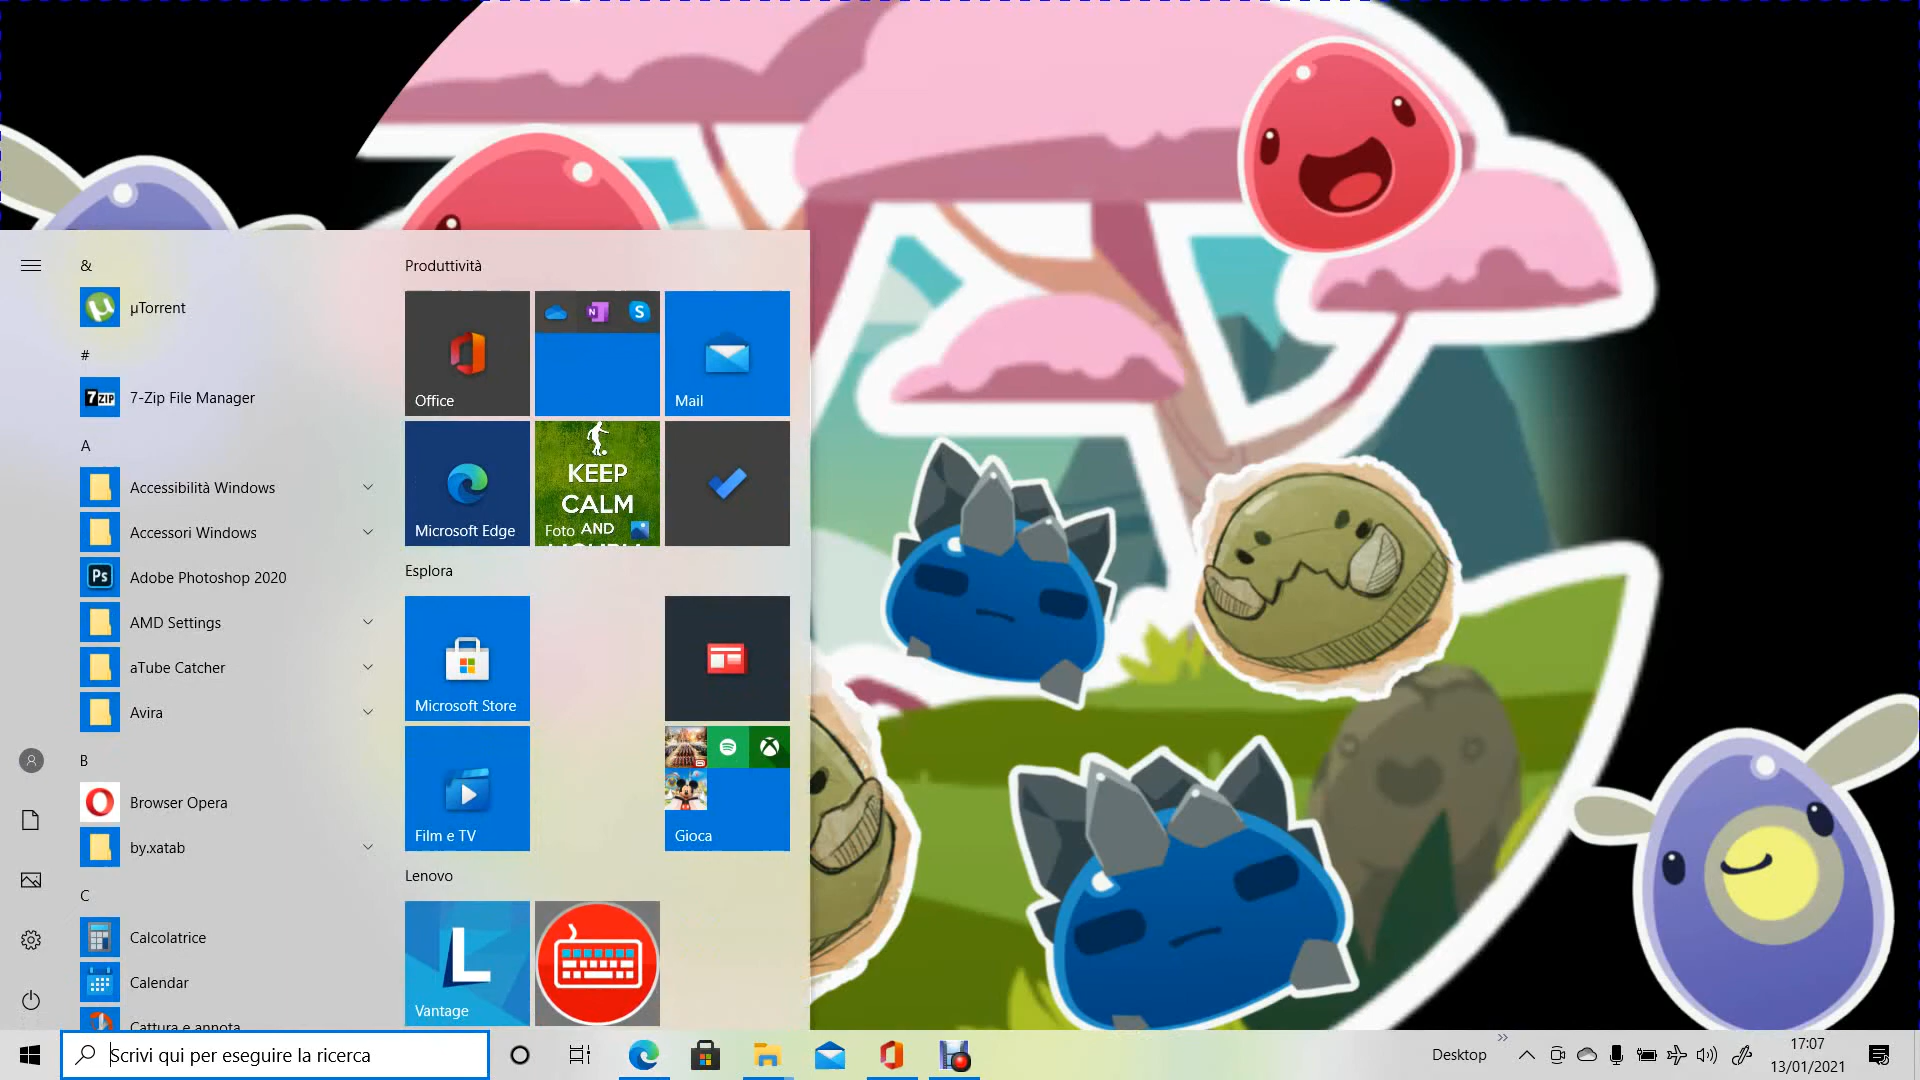 &
µTorrent
#
7-Zip File Manager
A
Accessibilità Windows
Accessori Windows
Adobe Photoshop 2020
AMD Settings
aTube Catcher
Avira
B
Browser Opera
by.xatab
C
Calcolatrice
Calendar
Cattura e annota
Produttività
Office
Mail
Microsoft Edge
KEEP
CALM
AND
Foto
Esplora
Microsoft Store
Film e TV
Gioca
Lenovo
Vantage
7ZIP
Ps
N
S
L
Scrivi qui per eseguire la ricerca
Desktop
17:07
13/01/2021